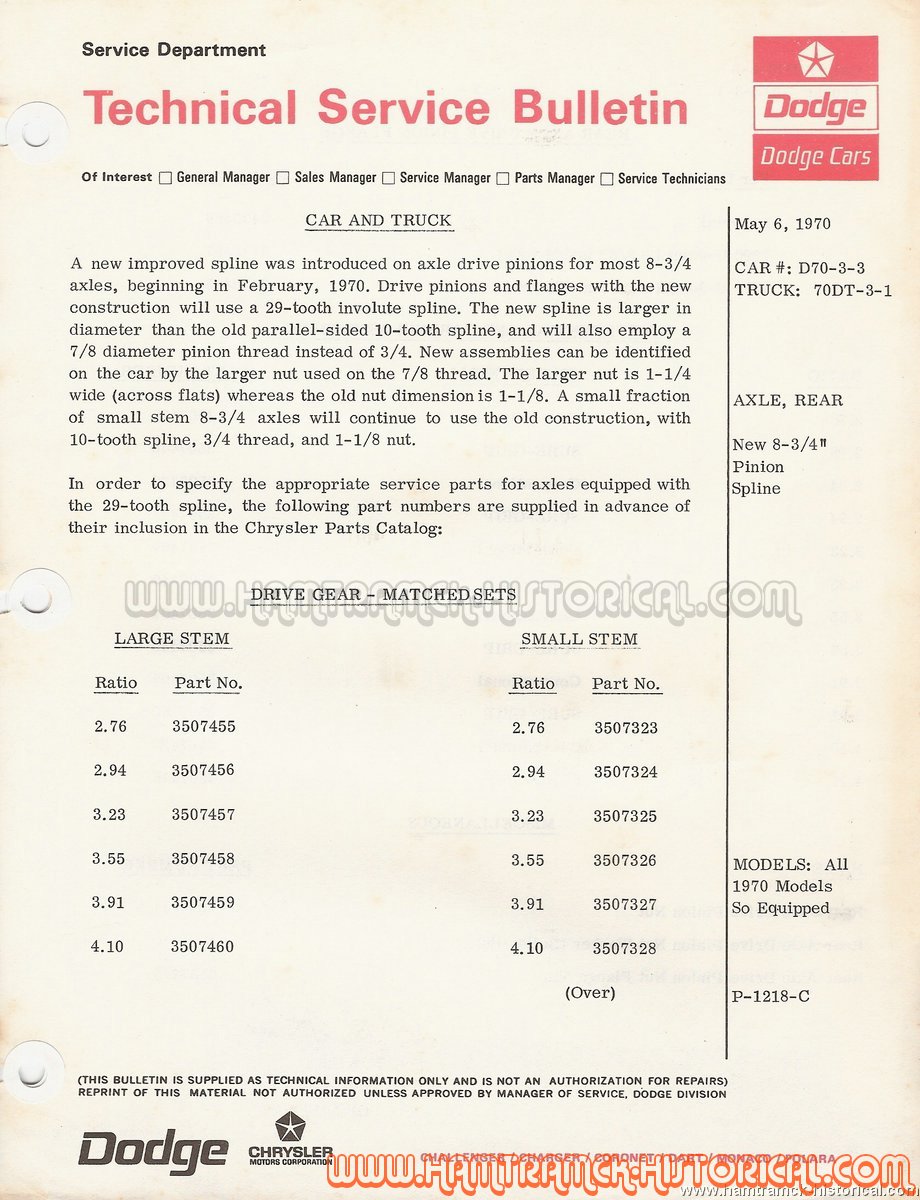 Service Department
Technical Service Bulletin
Dodge
Dodge Cars
Of Interest □ General Manager □ Sales Manager □ Service Manager □ Parts Manager □ Service Technicians
CAR AND TRUCK
A new improved spline was introduced on axle drive pinions for most 8-3/4
axles, beginning in February, 1970. Drive pinions and flanges with the new
construction will use a 29-tooth involute spline. The new spline is larger in
diameter than the old parallel-sided 10-tooth spline, and will also employ a
7/8 diameter pinion thread instead of 3/4. New assemblies can be identified
on the car by the larger nut used on the 7/8 thread. The larger nut is 1-1/4
wide (across flats) whereas the old nut dimension is 1-1/8. A small fraction
of small stem 8-3/4 axles will continue to use the old construction, with
10-tooth spline, 3/4 thread, and 1-1/8 nut.
In order to specify the appropriate service parts for axles equipped with
the 29-tooth spline, the following part numbers are supplied in advance of
their inclusion in the Chrysler Parts Catalog:
www.Hamtramck-Historical.com
DRIVE GEAR - MATCHED SETS
LARGE STEM SMALL STEM
Ratio Part No. Ratio Part No.
2.76 3507455 2.76 3507323
2.94 3507456 2.94 3507324
3.23 3507457 3.23 3507325
3.55 3507458 3.55 3507326
3.91 3507459 3.91 3507327
4.10 3507460 4.10 3507328
(Over)
May 6, 1970
CAR #: D70-3-3
TRUCK: 70DT-3-1
AXLE, REAR
New 8-3/4"
Pinion
Spline
MODELS: All
1970 Models
So Equipped
P-1218-C
(THIS BULLETIN IS SUPPLIED AS TECHNICAL INFORMATION ONLY AND IS NOT AN AUTHORIZATION FOR REPAIRS)
REPRINT OF THIS MATERIAL NOT AUTHORIZED UNLESS APPROVED BY MANAGER OF SERVICE, DODGE DIVISION
Dodge
CHRYSLER
MOTORS CORPORATION
CHALLENGER / CHARGER / CORONET / DART / MONACO / POLARA
www.Hamtramck-Historical.com
www.hamtramck-historical.com